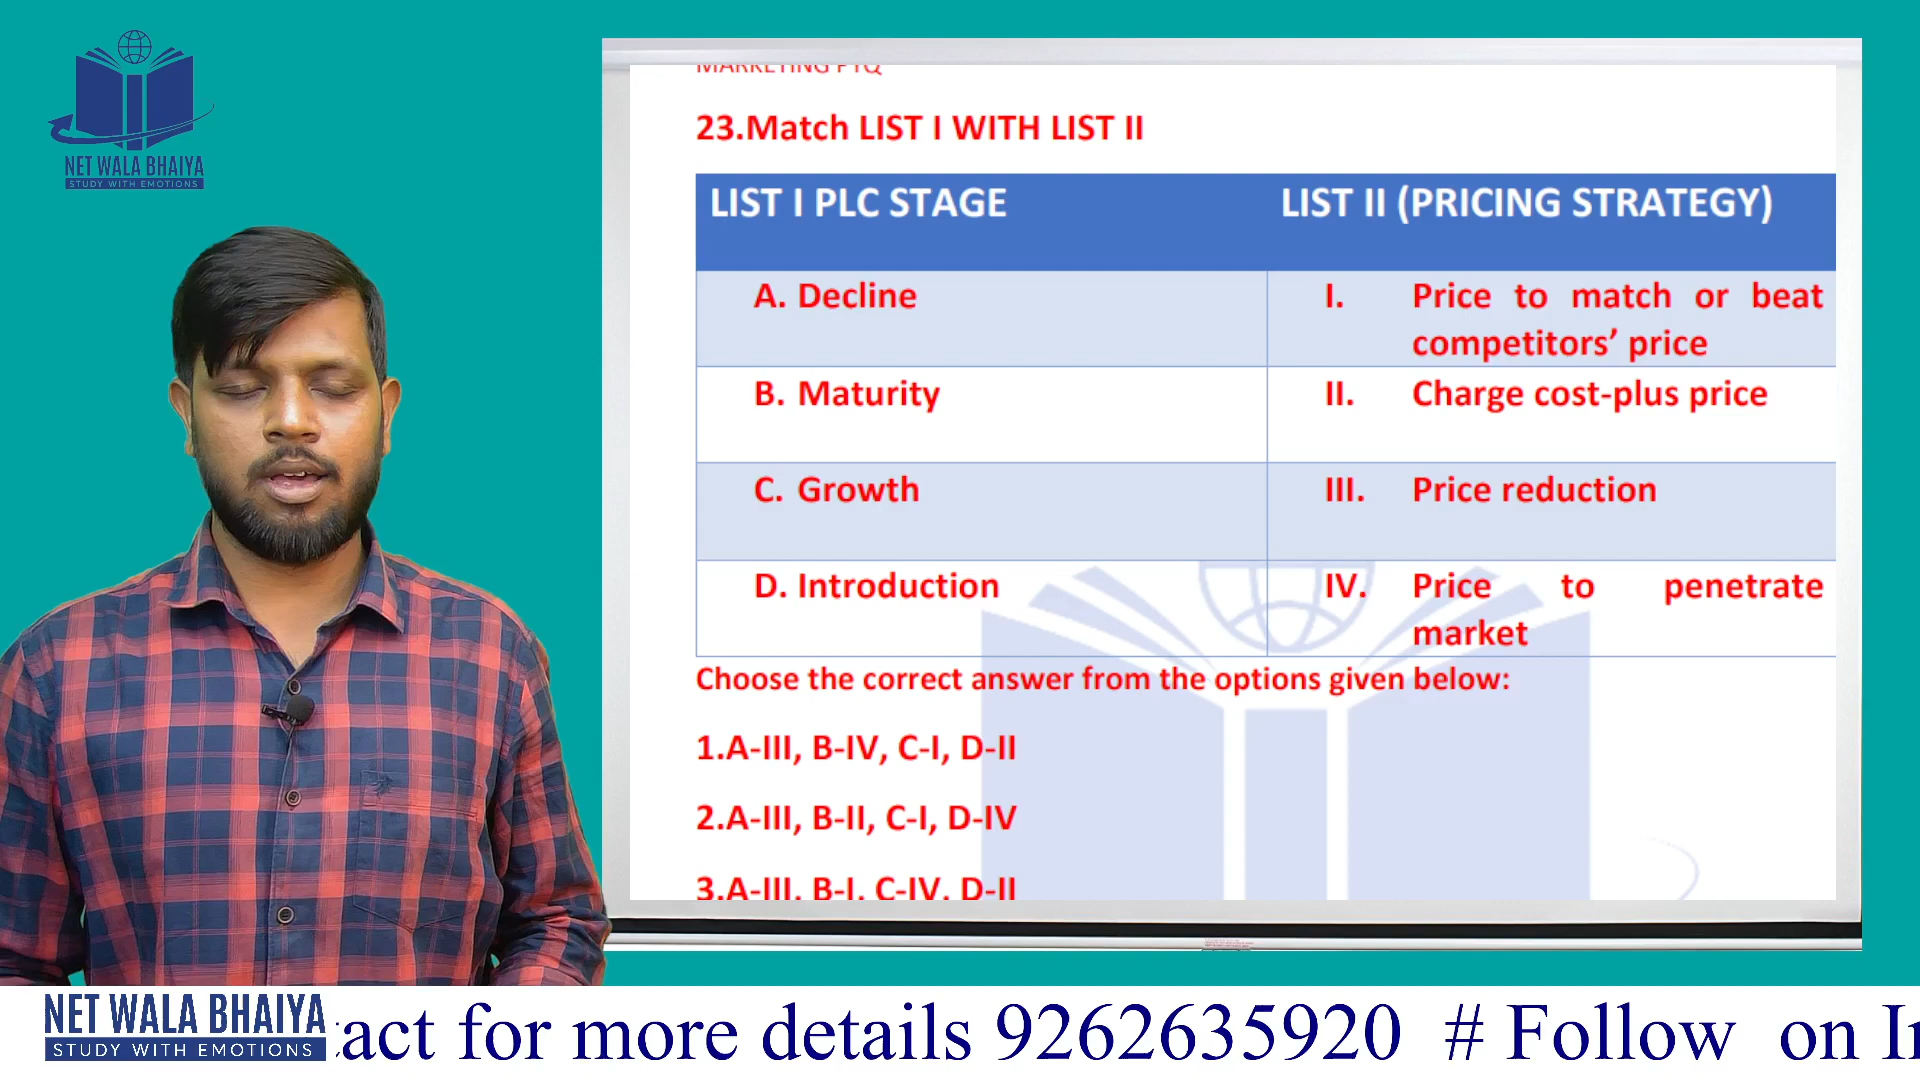 MARKETING PYQ
23.Match LIST I WITH LIST II
LIST I PLC STAGE
LIST II (PRICING STRATEGY)
A. Decline
I. Price to match or beat
competitors’ price
B. Maturity
II. Charge cost-plus price
C. Growth
III. Price reduction
D. Introduction
IV. Price to penetrate
market
Choose the correct answer from the options given below:
1.A-III, B-IV, C-I, D-II
2.A-III, B-II, C-I, D-IV
3.A-III, B-I, C-IV, D-II
NET WALA BHAIYA
STUDY WITH EMOTIONS
NET WALA BHAIYA
STUDY WITH EMOTIONS
act for more details 9262635920 # Follow on